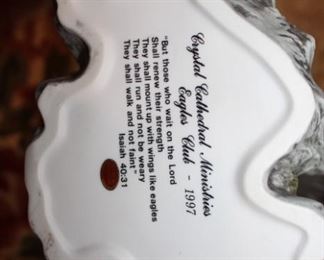 Crystal Cathedral Ministries
Eagles Club - 1997
"But those who wait on the Lord
Shall renew their strength
They shall mount up with wings like eagles
They shall run and not be weary
They shall walk and not faint"
Isaiah 40:31